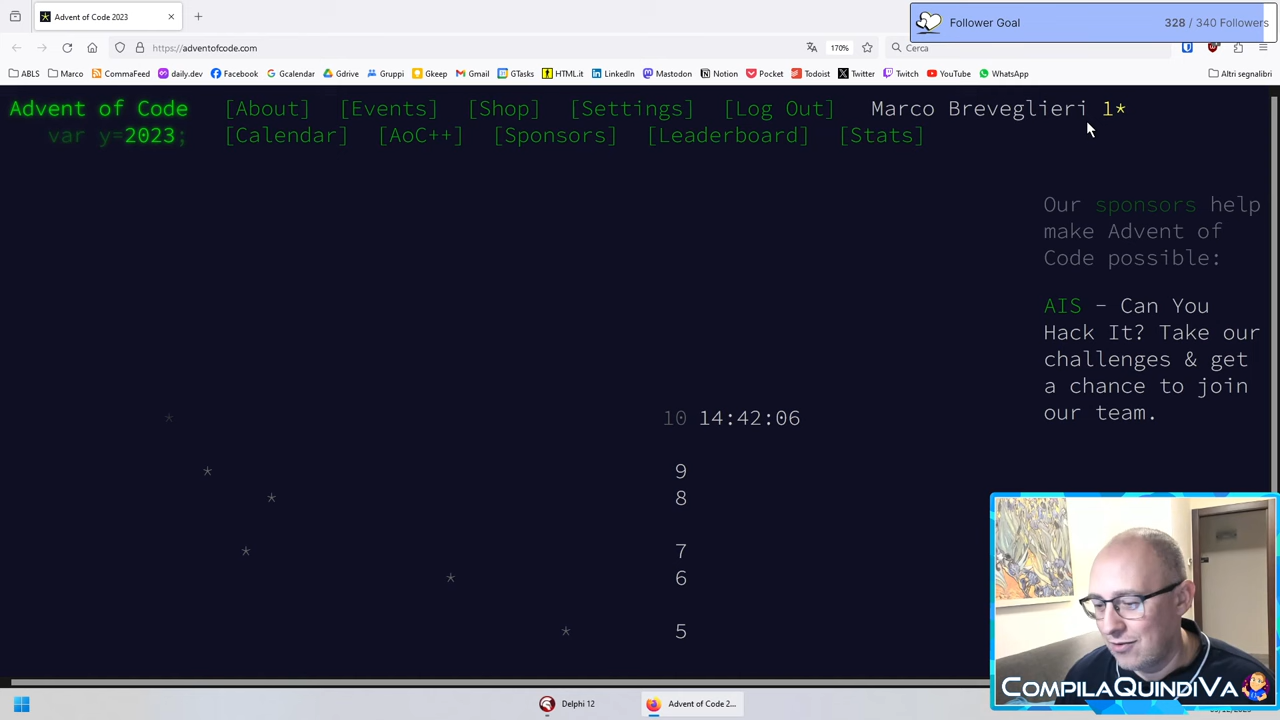 Advent of Code 2023
Follower Goal 328 / 340 Followers
https://adventofcode.com
170%
Cerca
ABLS Marco CommaFeed daily.dev Facebook Gcalendar Gdrive Gruppi Gkeep Gmail GTasks HTML.it LinkedIn Mastodon Notion Pocket Todoist Twitter Twitch YouTube WhatsApp Altri segnalibri
Advent of Code [About] [Events] [Shop] [Settings] [Log Out] Marco Breveglieri 1*
var y=2023; [Calendar] [AoC++] [Sponsors] [Leaderboard] [Stats]
Our sponsors help
make Advent of
Code possible:
AIS - Can You
Hack It? Take our
challenges & get
a chance to join
our team.
* 10 14:42:06
* 9
* 8
* 7
* 6
* 5
CompilaQuindiVa
Delphi 12
Advent of Code 2...